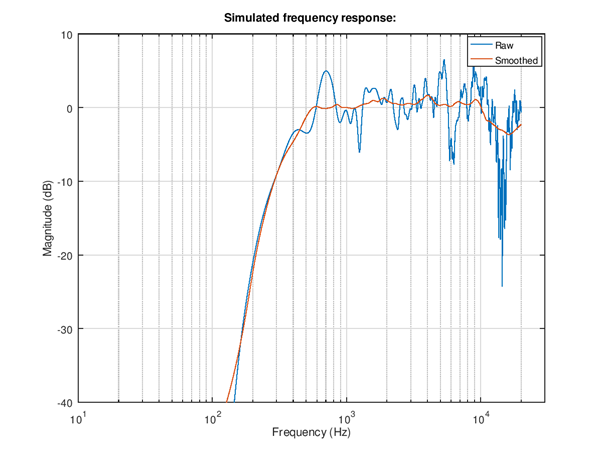 Simulated frequency response:
Raw
Smoothed
10
0
-10
-20
-30
-40
Magnitude (dB)
10^1
10^2
10^3
10^4
Frequency (Hz)